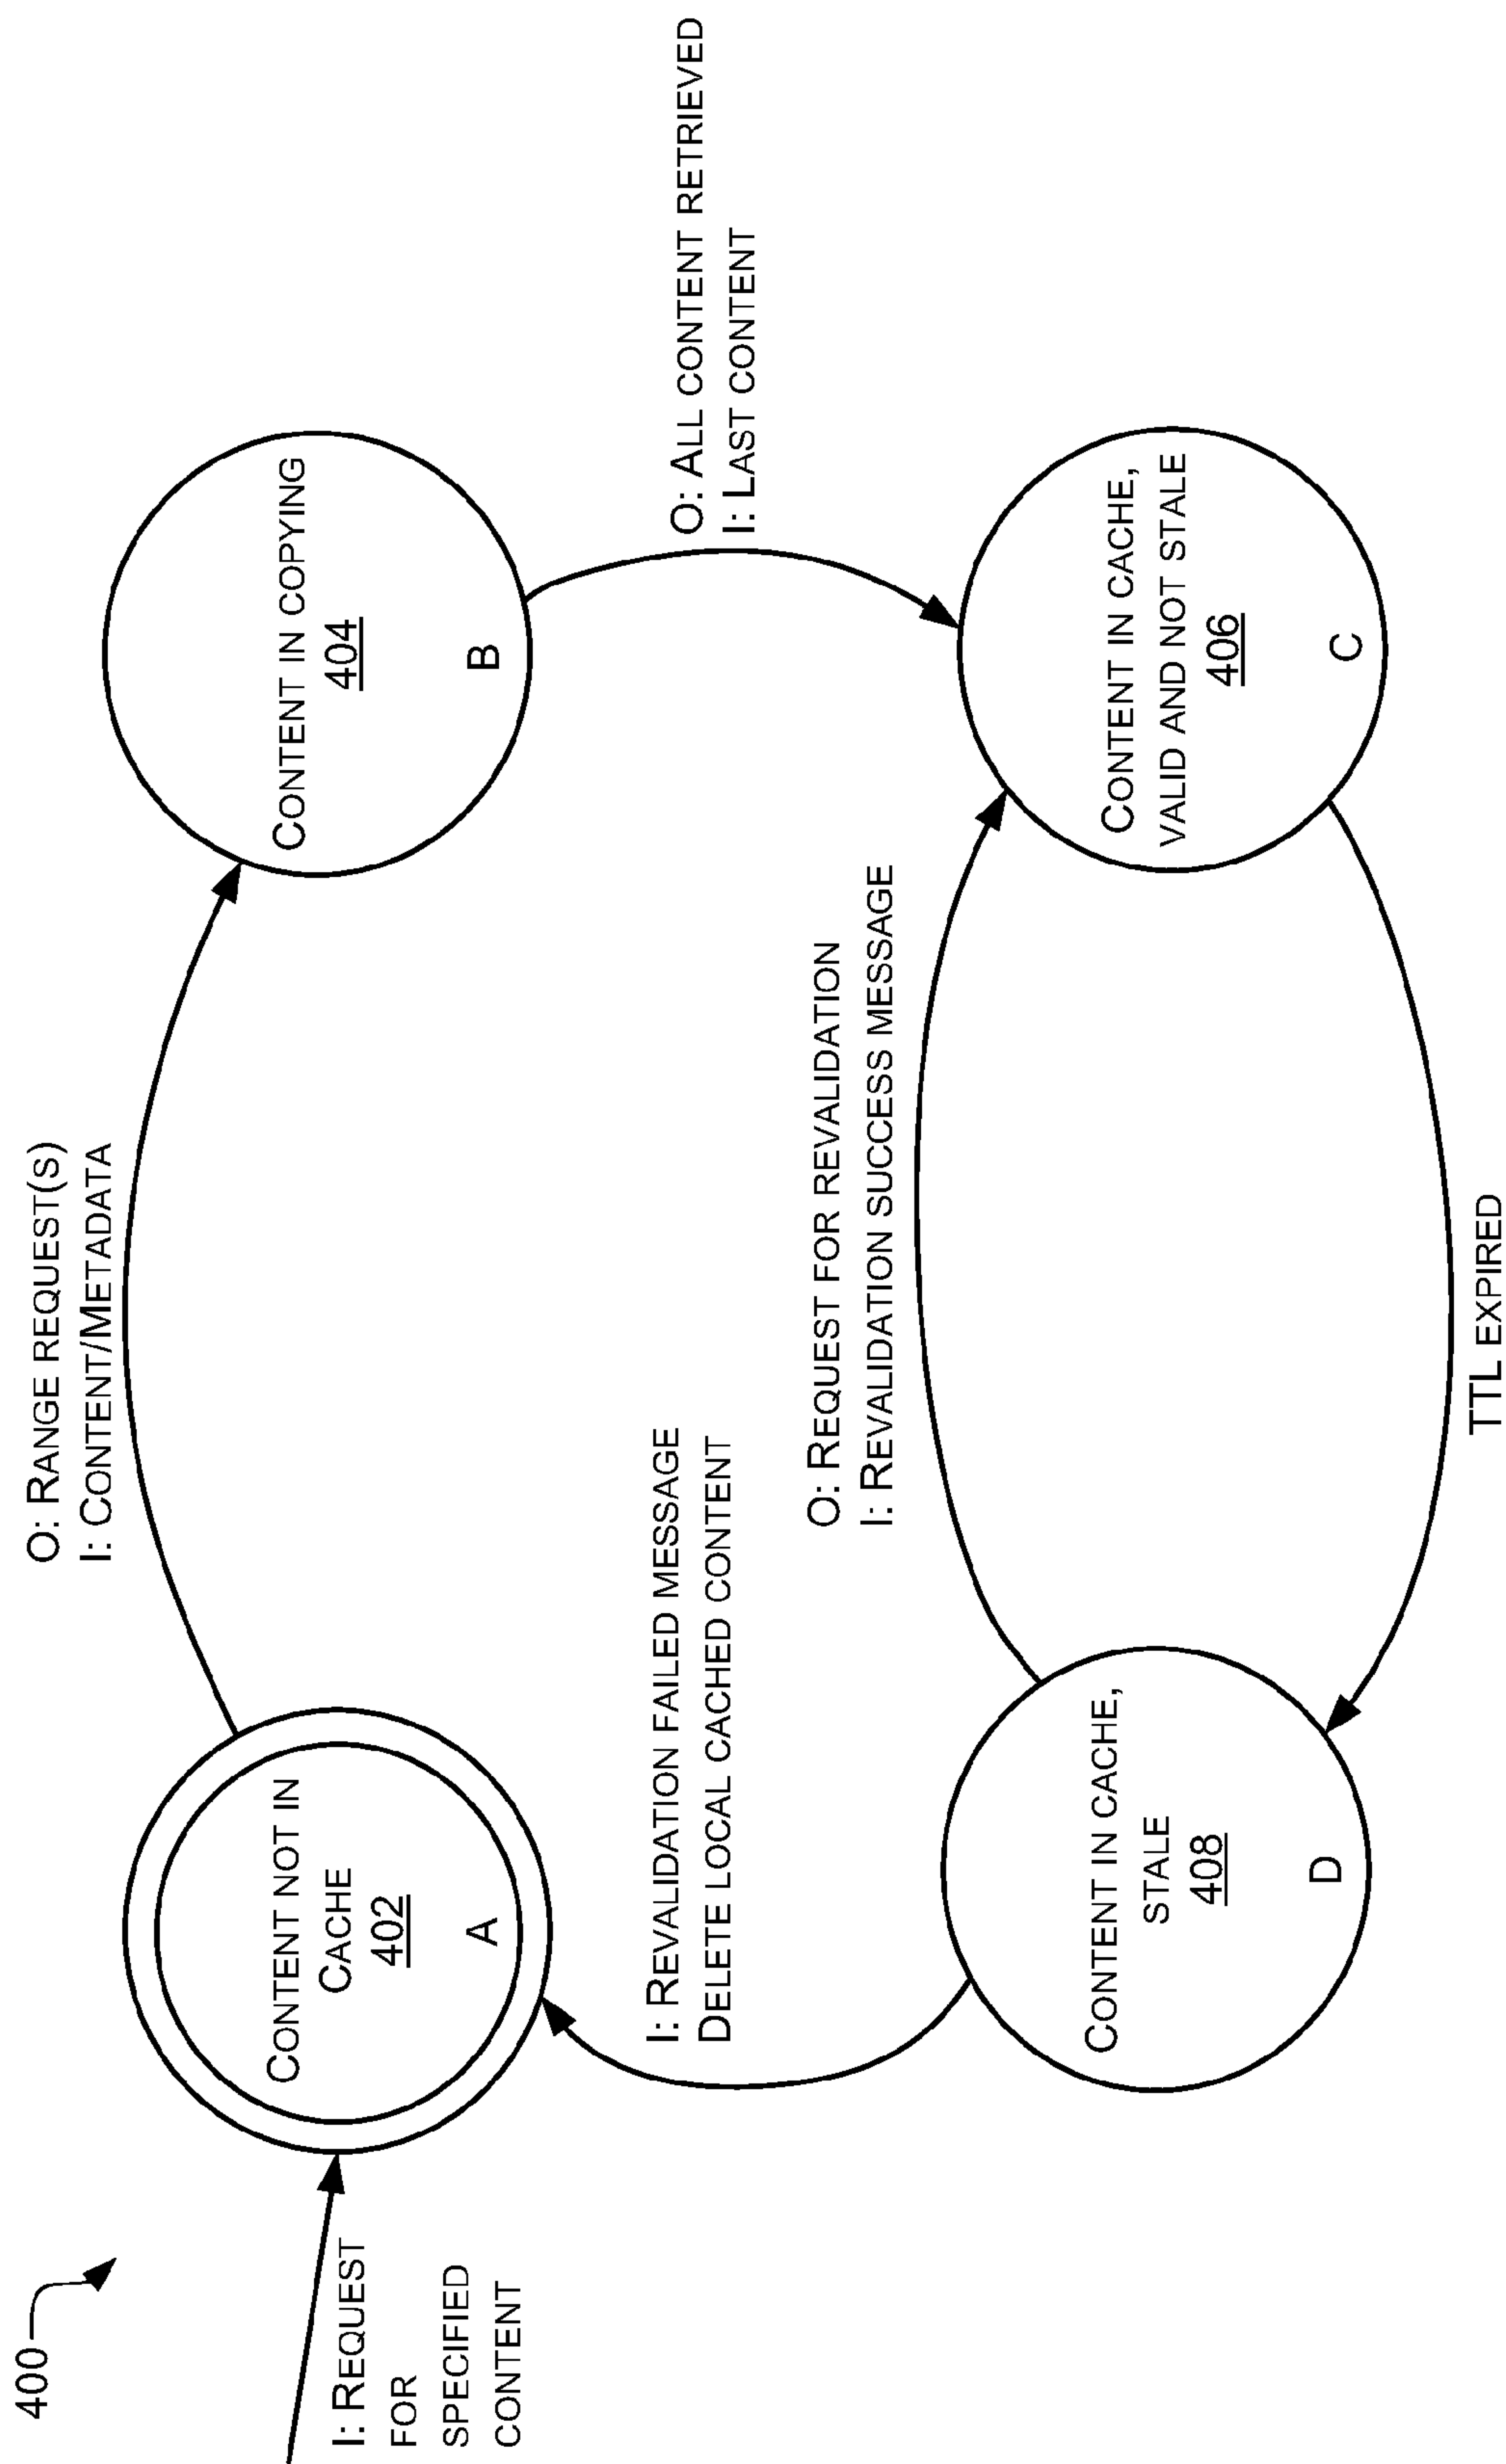 400
I: REQUEST
FOR
SPECIFIED
CONTENT
CONTENT NOT IN
CACHE
402
A
O: RANGE REQUEST(S)
I: CONTENT/METADATA
CONTENT IN COPYING
404
B
O: ALL CONTENT RETRIEVED
I: LAST CONTENT
I: REVALIDATION FAILED MESSAGE
DELETE LOCAL CACHED CONTENT
O: REQUEST FOR REVALIDATION
I: REVALIDATION SUCCESS MESSAGE
CONTENT IN CACHE,
STALE
408
D
CONTENT IN CACHE,
VALID AND NOT STALE
406
C
TTL EXPIRED